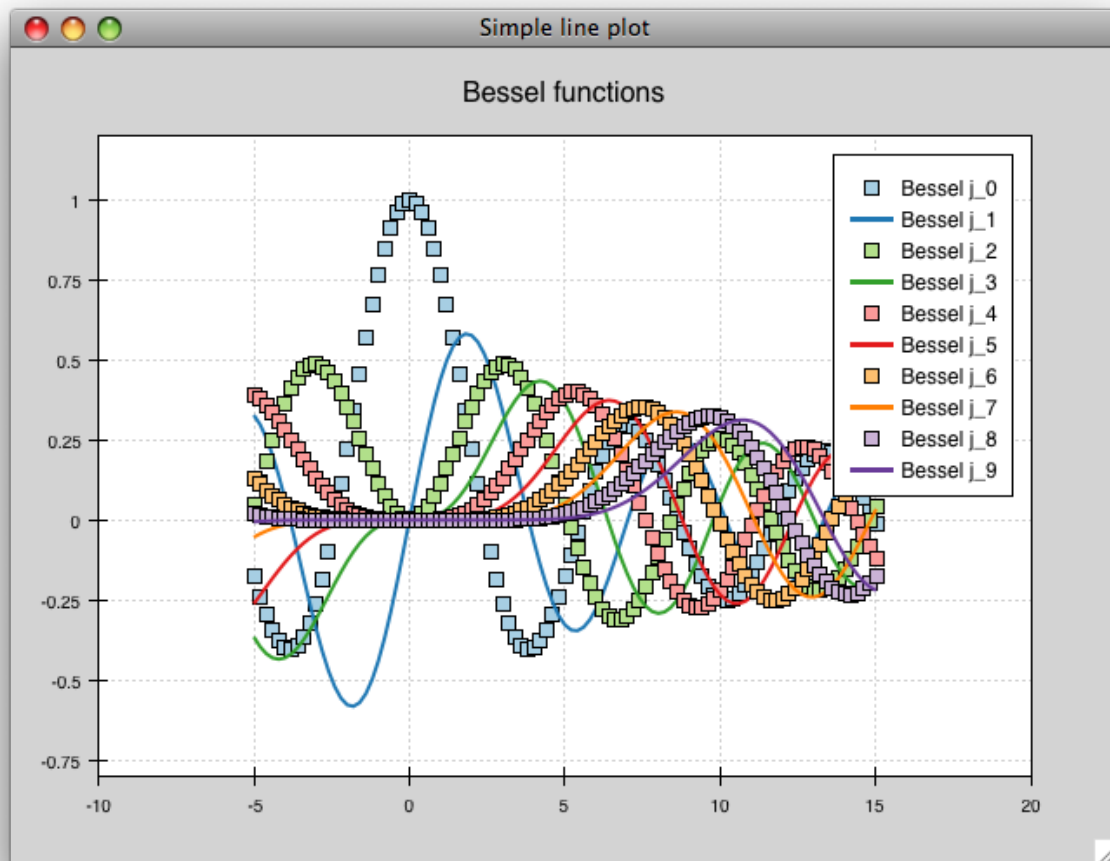 Simple line plot
Bessel functions
1
0.75
0.5
0.25
0
-0.25
-0.5
-0.75
-10
-5
0
5
10
15
20
Bessel j_0
Bessel j_1
Bessel j_2
Bessel j_3
Bessel j_4
Bessel j_5
Bessel j_6
Bessel j_7
Bessel j_8
Bessel j_9